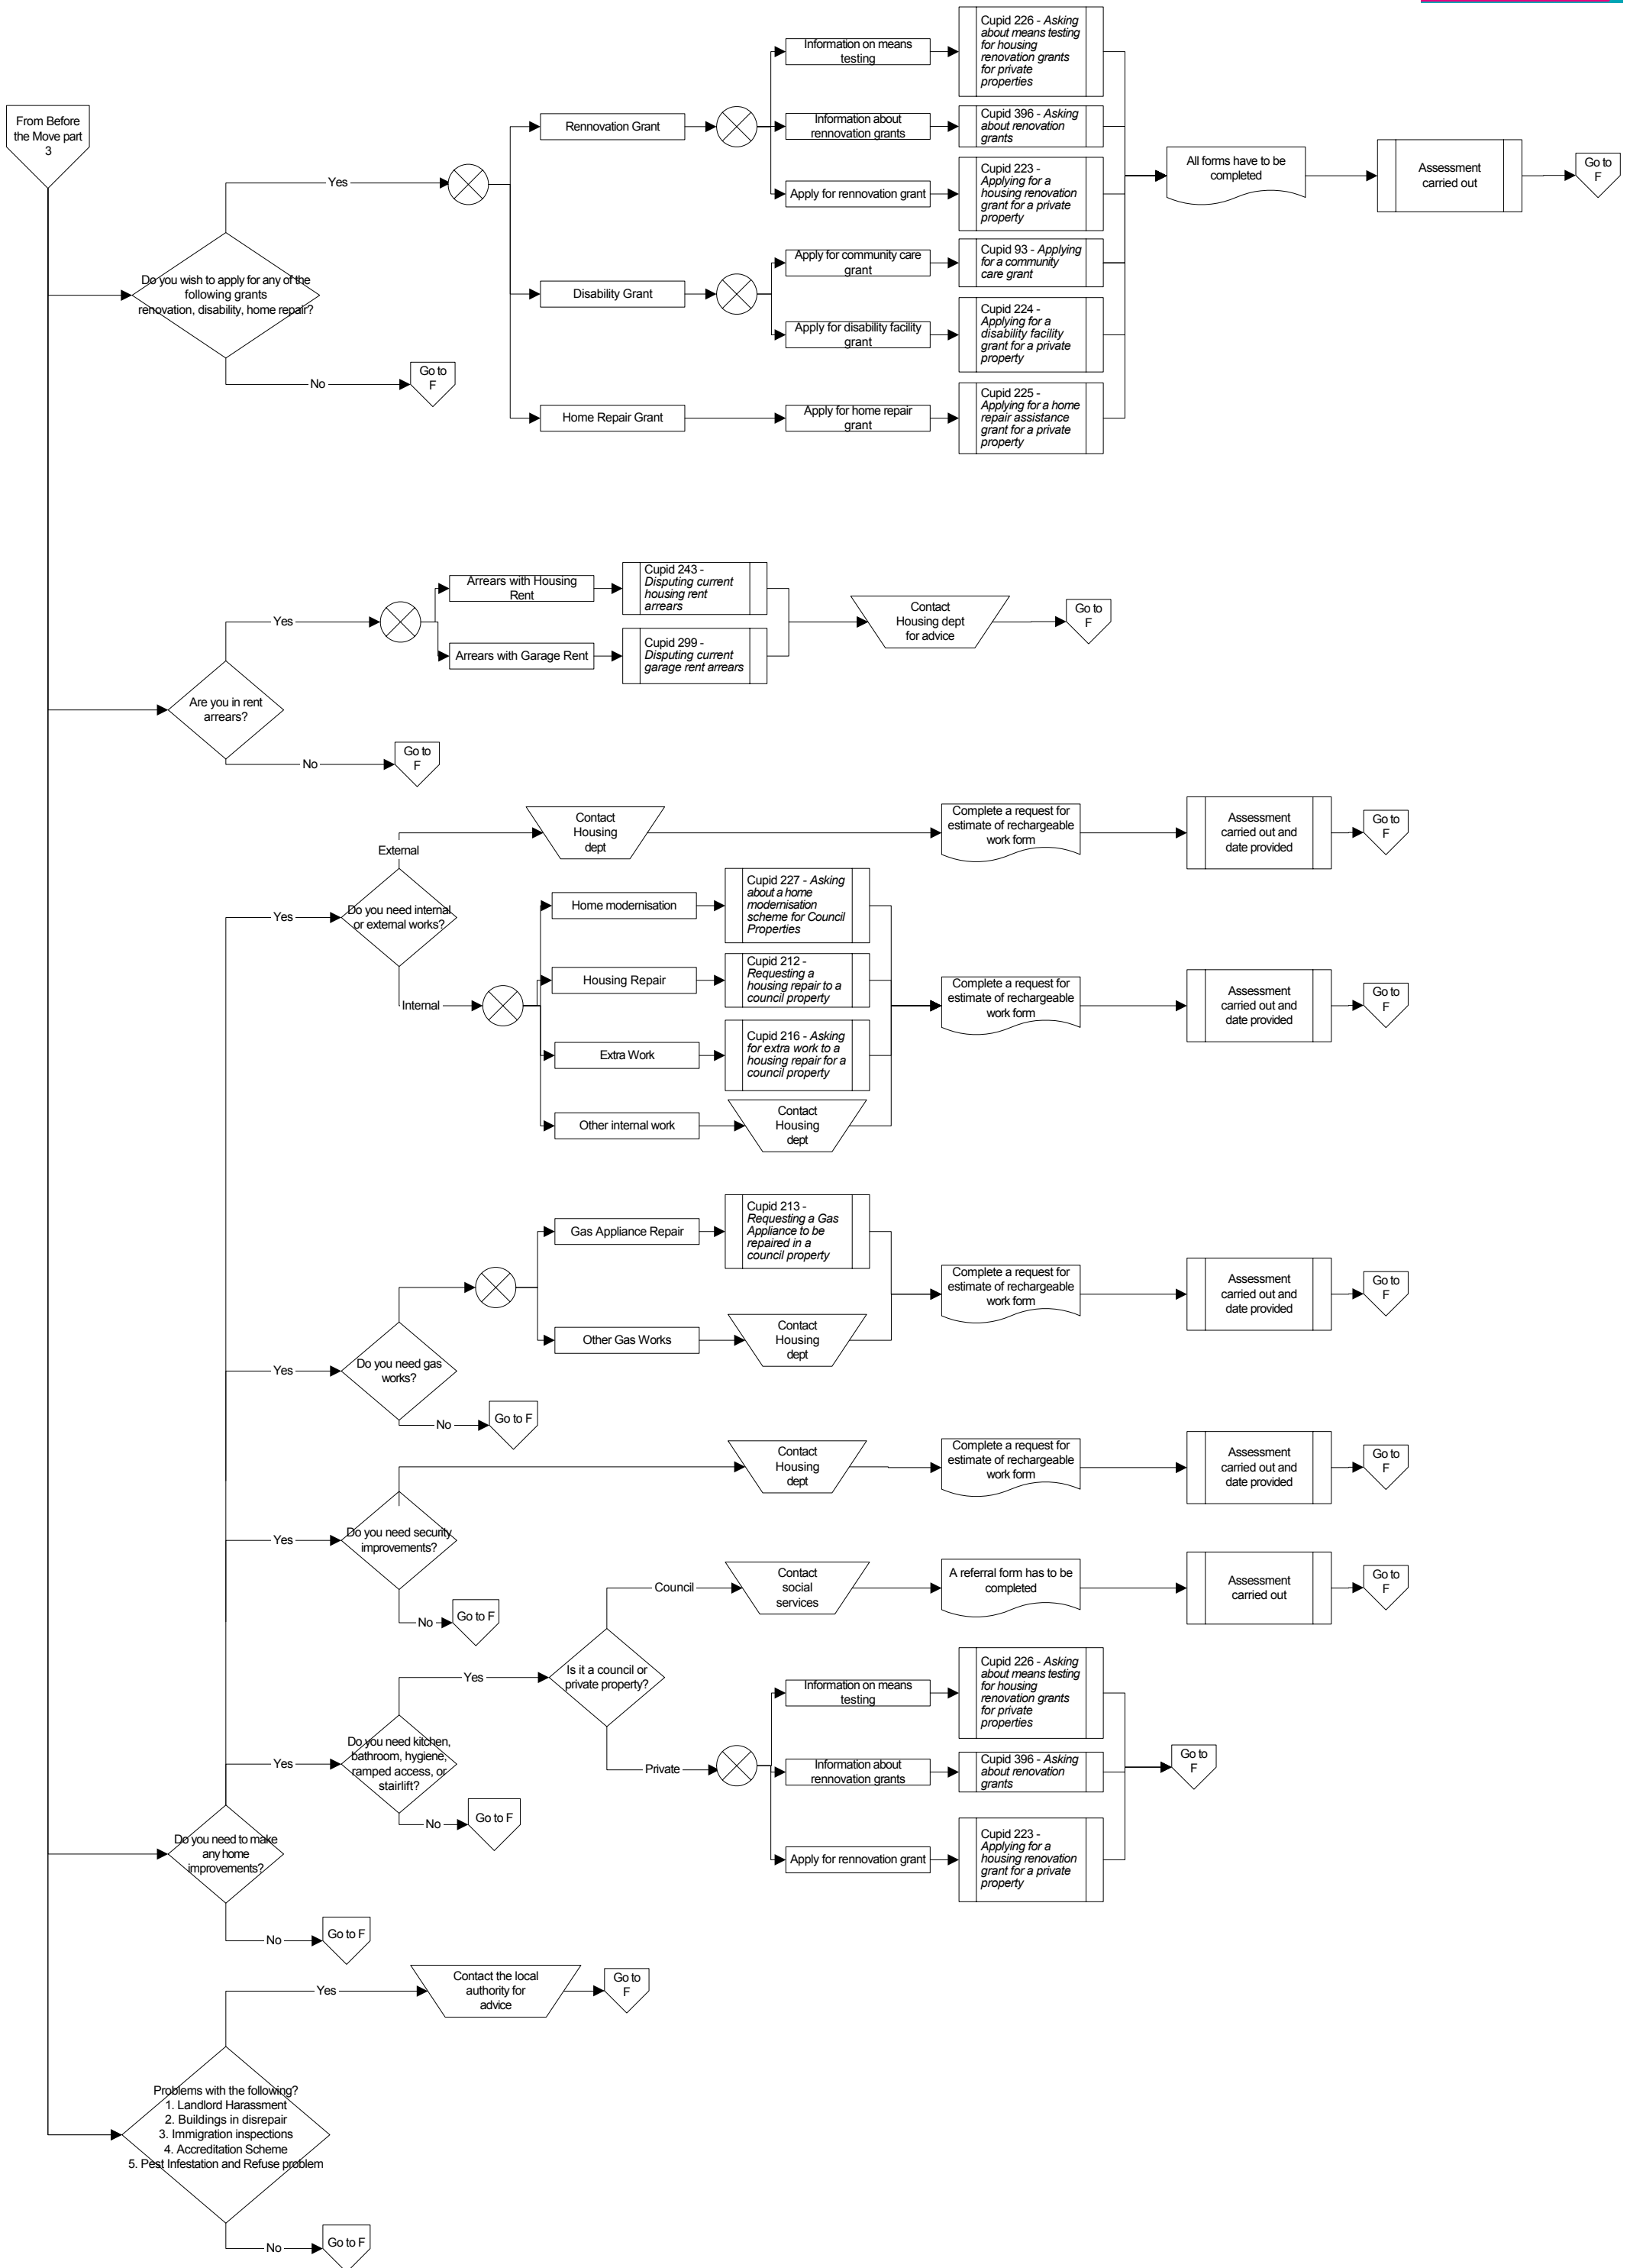 From Before
the Move part
3
Do you wish to apply for any of the
following grants
renovation, disability, home repair?
Yes
No
Go to
F
Rennovation Grant
Disability Grant
Home Repair Grant
Information on means
testing
Information about
rennovation grants
Apply for rennovation grant
Apply for community care
grant
Apply for disability facility
grant
Apply for home repair
grant
Cupid 226 - Asking
about means testing
for housing
renovation grants
for private
properties
Cupid 396 - Asking
about renovation
grants
Cupid 223 -
Applying for a
housing renovation
grant for a private
property
Cupid 93 - Applying
for a community
care grant
Cupid 224 -
Applying for a
disability facility
grant for a private
property
Cupid 225 -
Applying for a home
repair assistance
grant for a private
property
All forms have to be
completed
Assessment
carried out
Go to
F
Are you in rent
arrears?
Yes
No
Go to
F
Arrears with Housing
Rent
Arrears with Garage Rent
Cupid 243 -
Disputing current
housing rent
arrears
Cupid 299 -
Disputing current
garage rent arrears
Contact
Housing dept
for advice
Go to
F
Yes
Do you need internal
or external works?
External
Contact
Housing
dept
Complete a request for
estimate of rechargeable
work form
Assessment
carried out and
date provided
Go to
F
Internal
Home modernisation
Housing Repair
Extra Work
Other internal work
Cupid 227 - Asking
about a home
modernisation
scheme for Council
Properties
Cupid 212 -
Requesting a
housing repair to a
council property
Cupid 216 - Asking
for extra work to a
housing repair for a
council property
Contact
Housing
dept
Complete a request for
estimate of rechargeable
work form
Assessment
carried out and
date provided
Go to
F
Yes
Do you need gas
works?
No
Go to F
Gas Appliance Repair
Other Gas Works
Cupid 213 -
Requesting a Gas
Appliance to be
repaired in a
council property
Contact
Housing
dept
Complete a request for
estimate of rechargeable
work form
Assessment
carried out and
date provided
Go to
F
Yes
Do you need security
improvements?
No
Go to F
Contact
Housing
dept
Complete a request for
estimate of rechargeable
work form
Assessment
carried out and
date provided
Go to
F
Yes
Do you need kitchen,
bathroom, hygiene,
ramped access, or
stairlift?
No
Go to F
Yes
Is it a council or
private property?
Council
Contact
social
services
A referral form has to be
completed
Assessment
carried out
Go to
F
Private
Information on means
testing
Information about
rennovation grants
Apply for rennovation grant
Cupid 226 - Asking
about means testing
for housing
renovation grants
for private
properties
Cupid 396 - Asking
about renovation
grants
Cupid 223 -
Applying for a
housing renovation
grant for a private
property
Go to
F
Do you need to make
any home
improvements?
No
Go to F
Problems with the following?
1. Landlord Harassment
2. Buildings in disrepair
3. Immigration inspections
4. Accreditation Scheme
5. Pest Infestation and Refuse problem
Yes
Contact the local
authority for
advice
Go to
F
No
Go to F